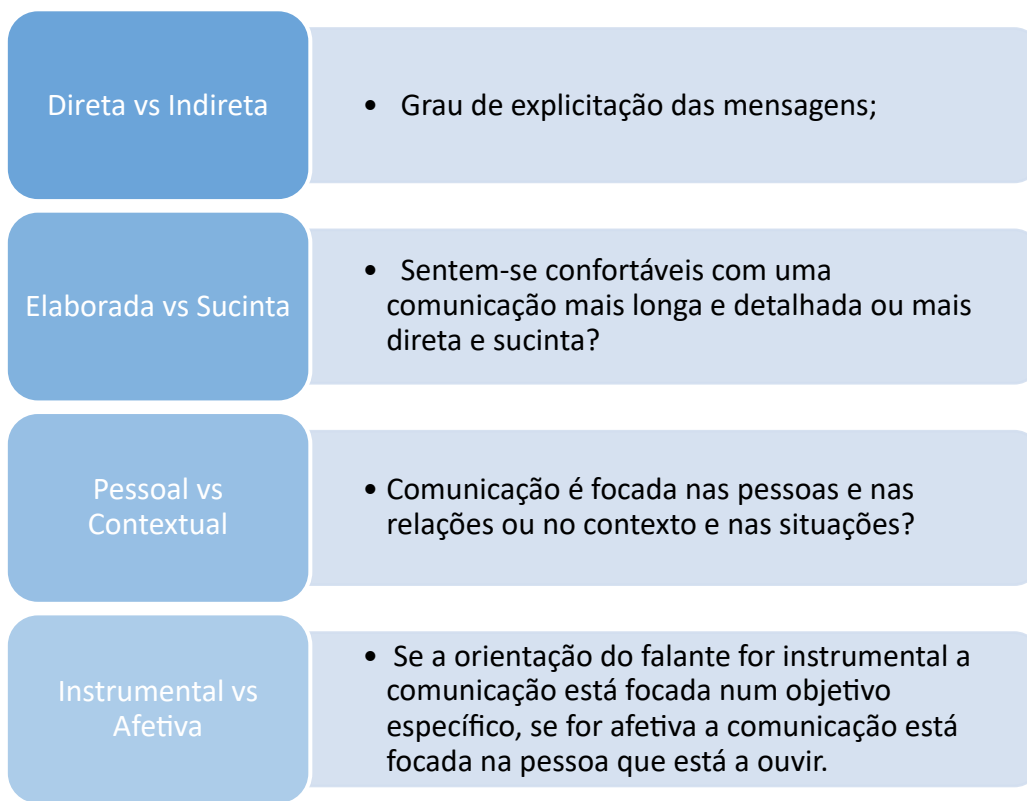 Direta vs Indireta
• Grau de explicitação das mensagens;
Elaborada vs Sucinta
• Sentem-se confortáveis com uma
comunicação mais longa e detalhada ou mais
direta e sucinta?
Pessoal vs
Contextual
• Comunicação é focada nas pessoas e nas
relações ou no contexto e nas situações?
Instrumental vs
Afetiva
• Se a orientação do falante for instrumental a
comunicação está focada num objetivo
específico, se for afetiva a comunicação está
focada na pessoa que está a ouvir.